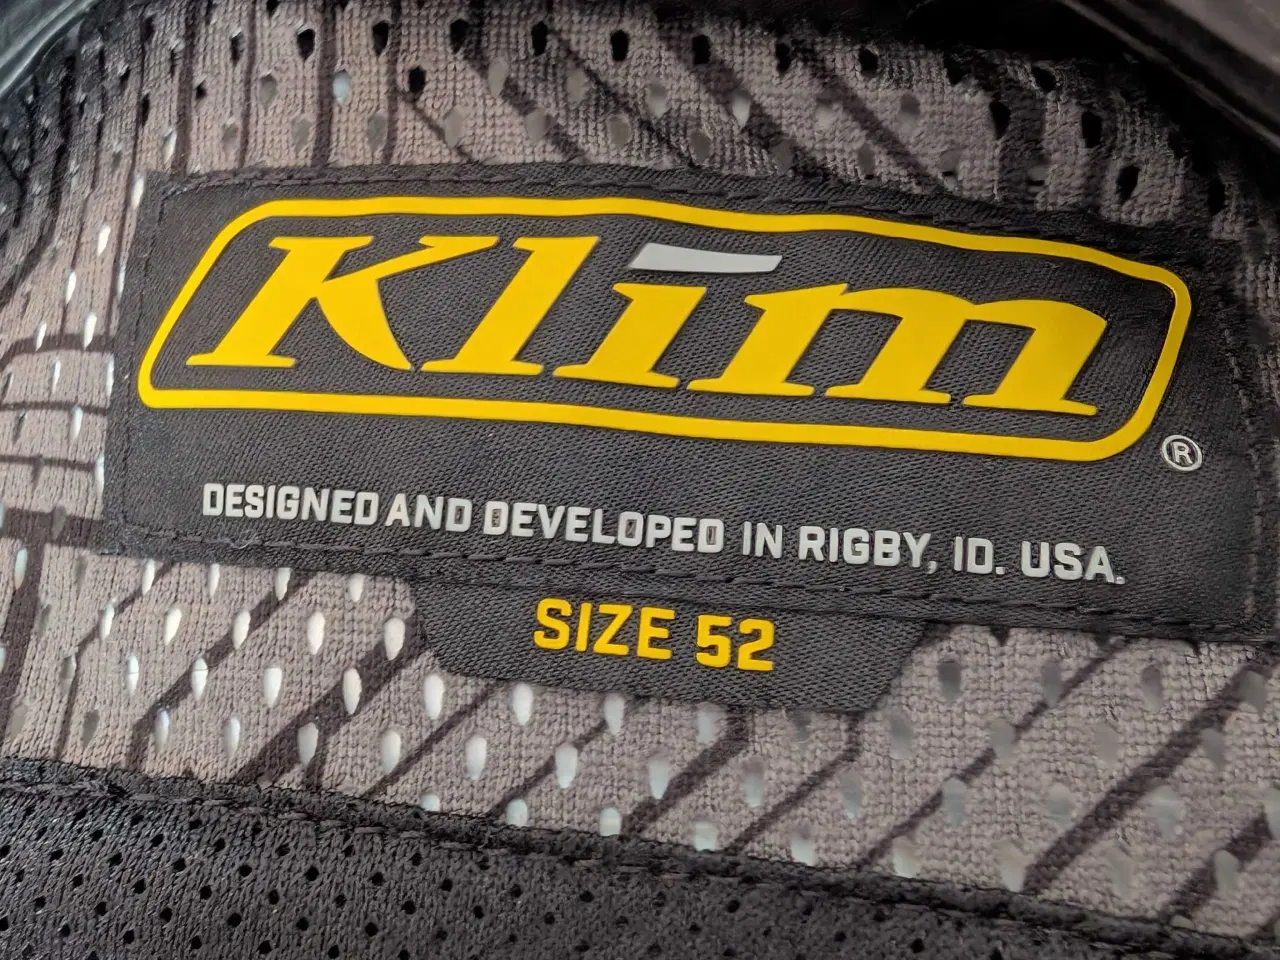 Klim®
DESIGNED AND DEVELOPED IN RIGBY, ID. USA.
SIZE 52